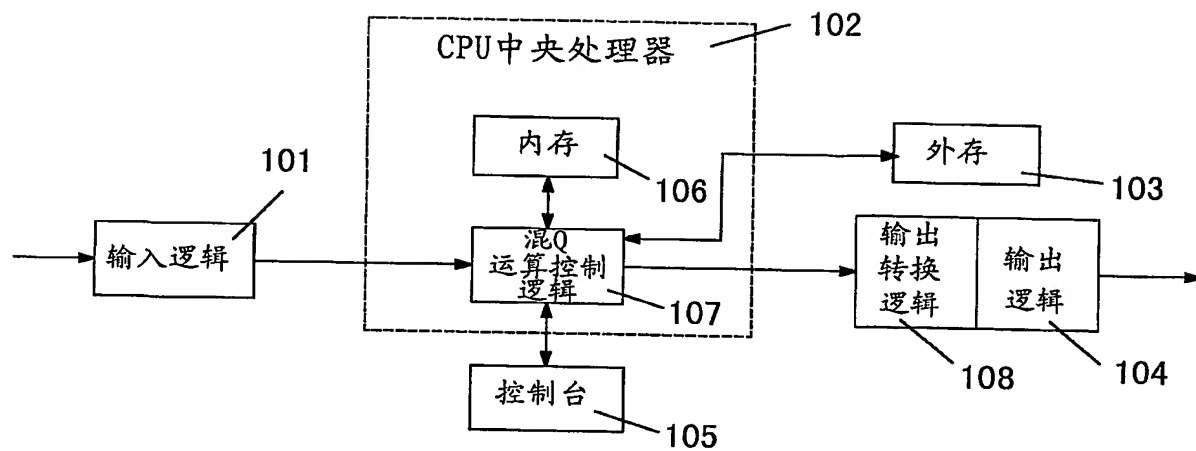 102
CPU中央处理器
内存
106
外存
103
101
输入逻辑
混Q
运算控制
逻辑
107
输出
转换
逻辑
108
输出
逻辑
104
控制台
105